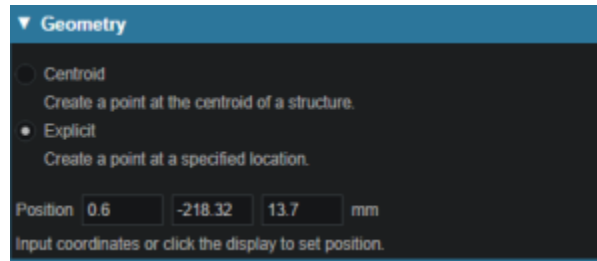 ▼ Geometry
Centroid
Create a point at the centroid of a structure.
Explicit
Create a point at a specified location.
Position 0.6 -218.32 13.7 mm
Input coordinates or click the display to set position.